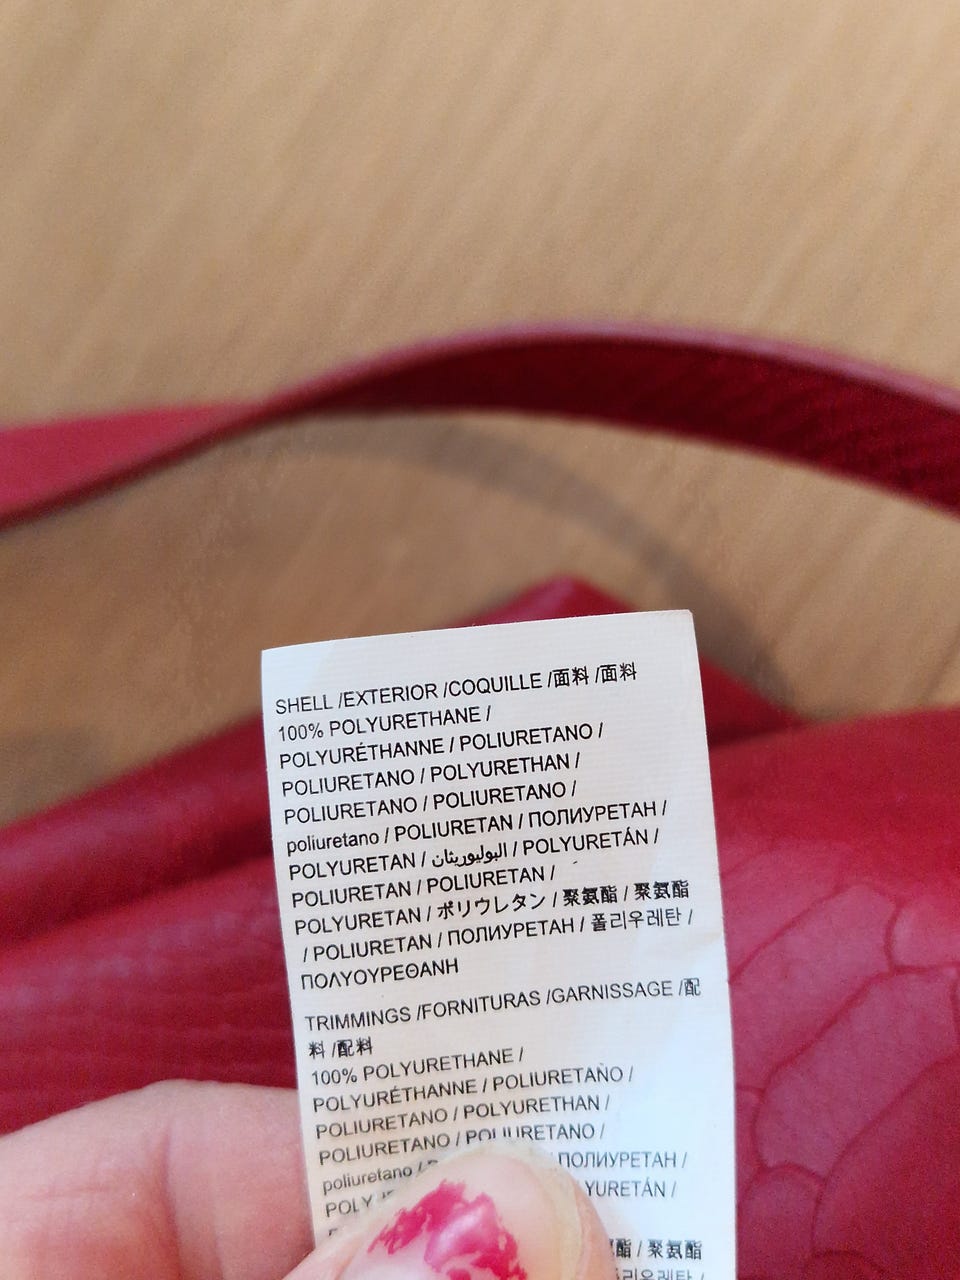 SHELL /EXTERIOR /COQUILLE /面料 /面料
100% POLYURETHANE /
POLYURÉTHANNE / POLIURETANO /
POLIURETANO / POLYURETHAN /
POLIURETANO / POLIURETANO /
poliuretano / POLIURETAN / ПОЛИУРЕТАН /
POLYURETAN / البوليوريثان / POLYURETÁN /
POLIURETAN / POLIURETAN /
POLYURETAN / ポリウレタン / 聚氨酯 / 聚氨酯
/ POLIURETAN / ПОЛИУРЕТАН / 폴리우레탄 /
ΠΟΛΥΟΥΡΕΘΑΝΗ
TRIMMINGS /FORNITURAS /GARNISSAGE /配
料 /配料
100% POLYURETHANE /
POLYURÉTHANNE / POLIURETANO /
POLIURETANO / POLYURETHAN /
POLIURETANO / POLIURETANO /
poliuretano / ПОЛИУРЕТАН /
/ 聚氨酯